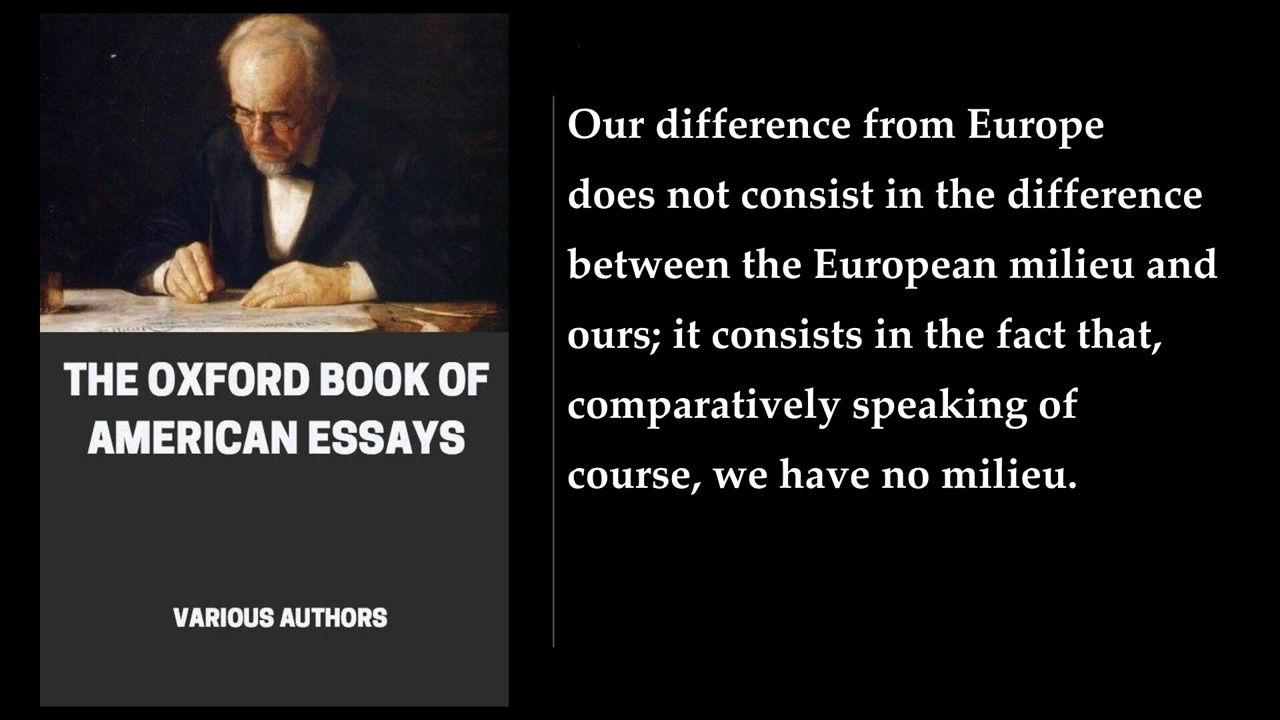 THE OXFORD BOOK OF
AMERICAN ESSAYS
VARIOUS AUTHORS
Our difference from Europe
does not consist in the difference
between the European milieu and
ours; it consists in the fact that,
comparatively speaking of
course, we have no milieu.